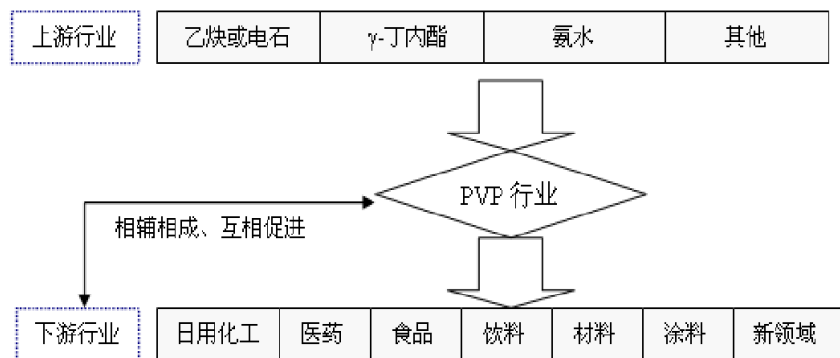 上游行业
乙炔或电石
γ-丁内酯
氨水
其他
PVP 行业
相辅相成、互相促进
下游行业
日用化工
医药
食品
饮料
材料
涂料
新领域